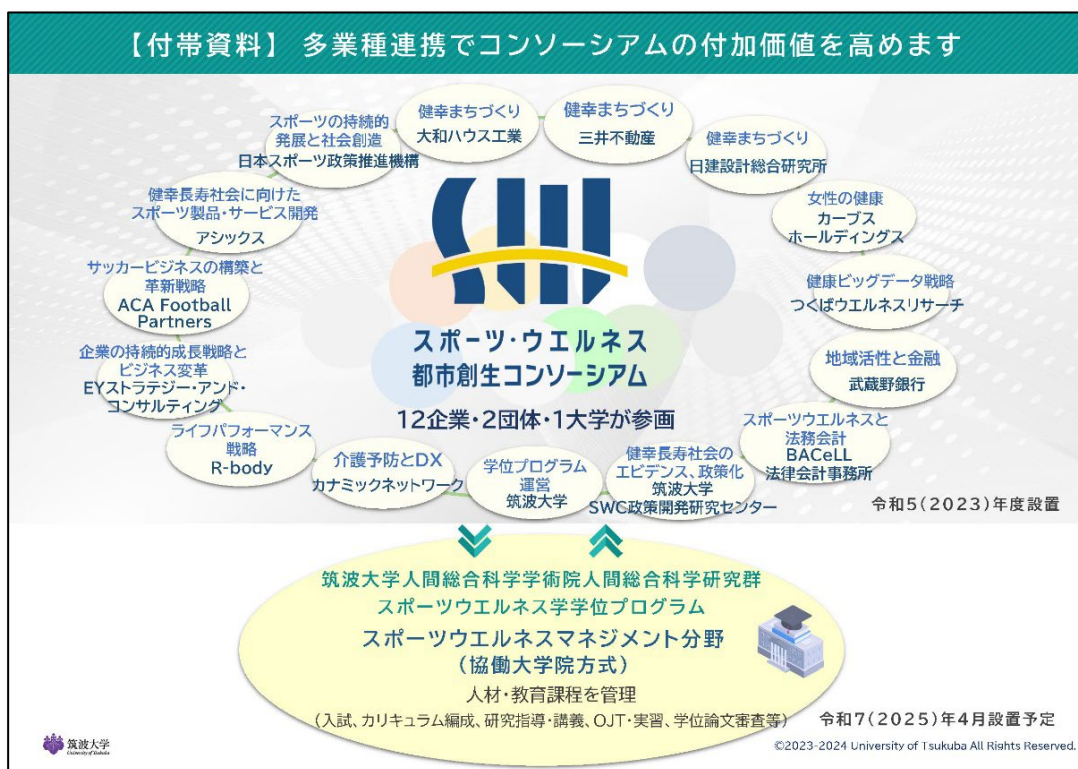 【付帯資料】 多業種連携でコンソーシアムの付加価値を高めます
健幸まちづくり
大和ハウス工業
健幸まちづくり
三井不動産
健幸まちづくり
日建設計総合研究所
女性の健康
カーブス
ホールディングス
健康ビッグデータ戦略
つくばウエルネスリサーチ
地域活性と金融
武蔵野銀行
スポーツウエルネスと
法務会計
BACeLL
法律会計事務所
健幸長寿社会の
エビデンス、政策化
筑波大学
SWC政策開発研究センター
学位プログラム
運営
筑波大学
介護予防とDX
カナミックネットワーク
ライフパフォーマンス
戦略
R-body
企業の持続的成長戦略と
ビジネス変革
EYストラテジー・アンド・
コンサルティング
サッカービジネスの構築と
革新戦略
ACA Football
Partners
健幸長寿社会に向けた
スポーツ製品・サービス開発
アシックス
スポーツの持続的
発展と社会創造
日本スポーツ政策推進機構
スポーツ・ウエルネス
都市創生コンソーシアム
12企業・2団体・1大学が参画
令和5(2023)年度設置
筑波大学人間総合科学学術院人間総合科学研究群
スポーツウエルネス学学位プログラム
スポーツウエルネスマネジメント分野
(協働大学院方式)
人材・教育課程を管理
(入試、カリキュラム編成、研究指導・講義、OJT・実習、学位論文審査等)
令和7(2025)年4月設置予定
筑波大学
University of Tsukuba
©2023-2024 University of Tsukuba All Rights Reserved.